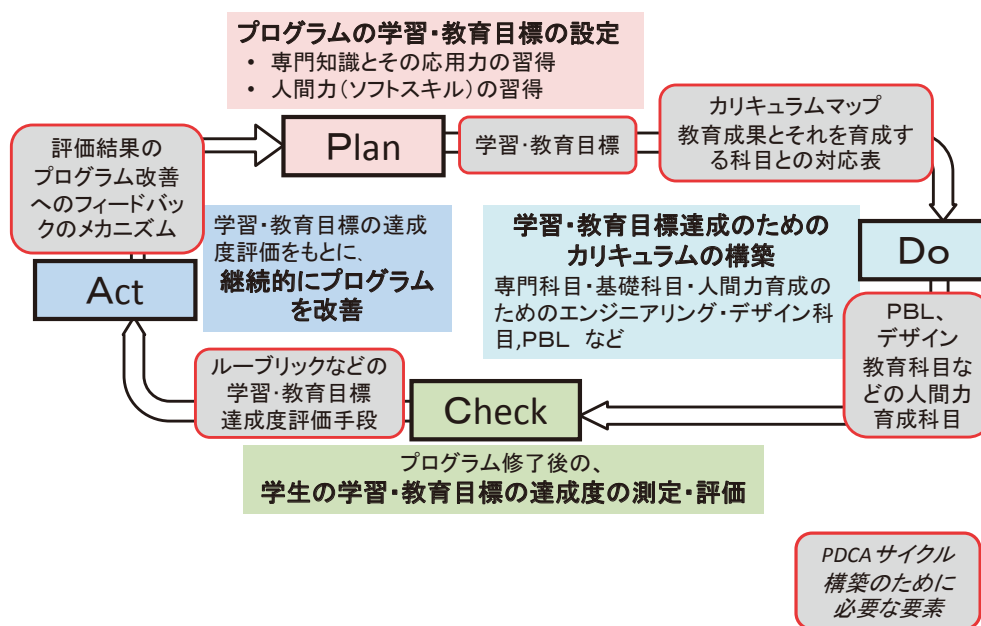 プログラムの学習・教育目標の設定
• 専門知識とその応用力の習得
• 人間力(ソフトスキル)の習得
Plan
学習・教育目標
カリキュラムマップ
教育成果とそれを育成す
る科目との対応表
評価結果の
プログラム改善
へのフィードバッ
クのメカニズム
学習・教育目標の達成
度評価をもとに、
継続的にプログラム
を改善
学習・教育目標達成のための
カリキュラムの構築
専門科目・基礎科目・人間力育成の
ためのエンジニアリング・デザイン科
目,PBL など
Do
Act
PBL、
デザイン
教育科目な
どの人間力
育成科目
ルーブリックなどの
学習・教育目標
達成度評価手段
Check
プログラム修了後の、
学生の学習・教育目標の達成度の測定・評価
PDCAサイクル
構築のために
必要な要素